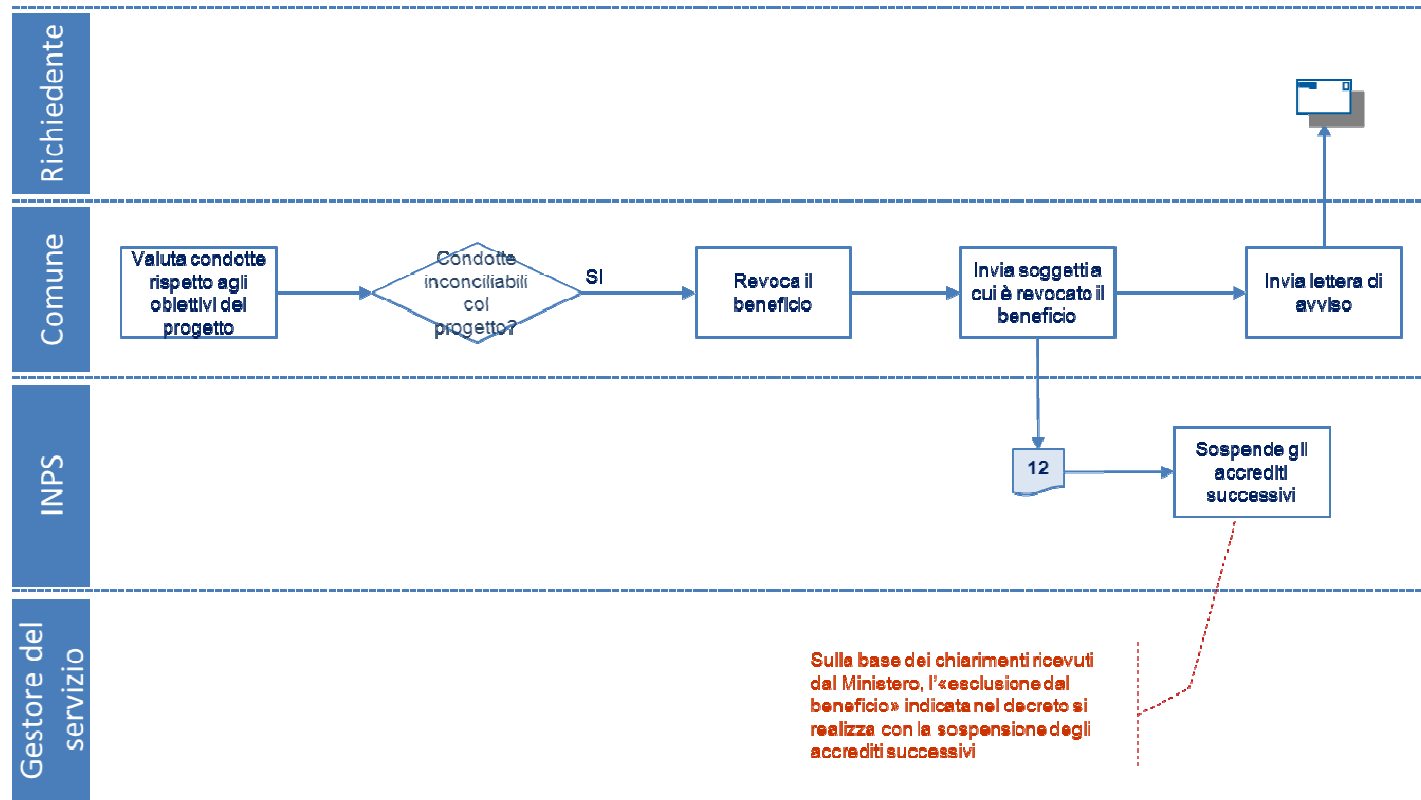 Richiedente
Comune
Valuta condotte
rispetto agli
obiettivi del
progetto
Condotte
inconciliabili
col
progetto?
SI
Revoca il
beneficio
Invia soggetti a
cui è revocato il
beneficio
Invia lettera di
avviso
INPS
12
Sospende gli
accrediti
successivi
Gestore del
servizio
Sulla base dei chiarimenti ricevuti
dal Ministero, l'«esclusione dal
beneficio» indicata nel decreto si
realizza con la sospensione degli
accrediti successivi